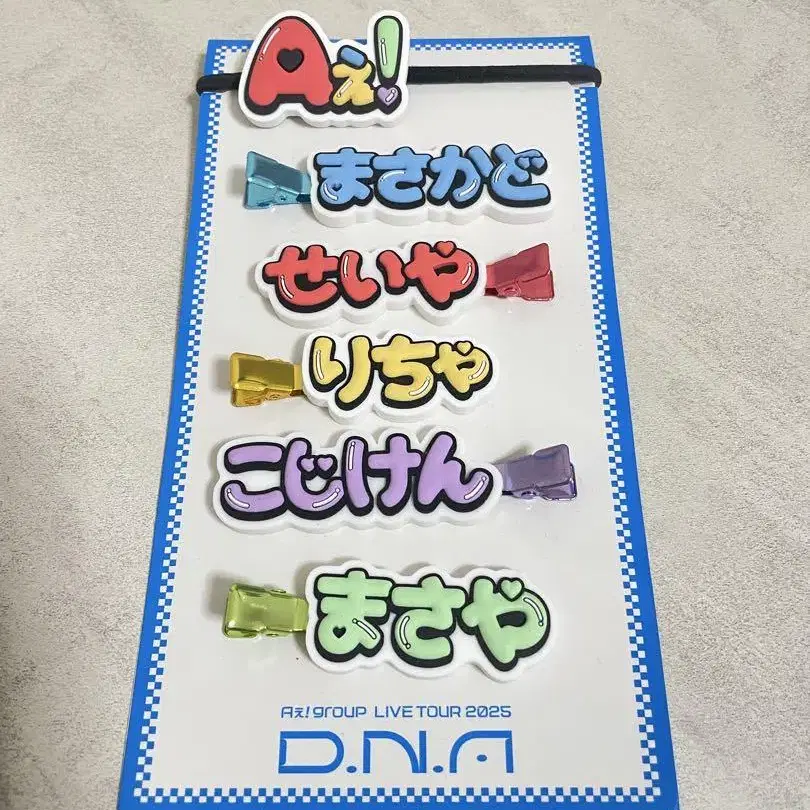 Aぇ!
まさかど
せいや
りちゃ
こじけん
まさや
Aぇ! group LIVE TOUR 2025
D.N.A